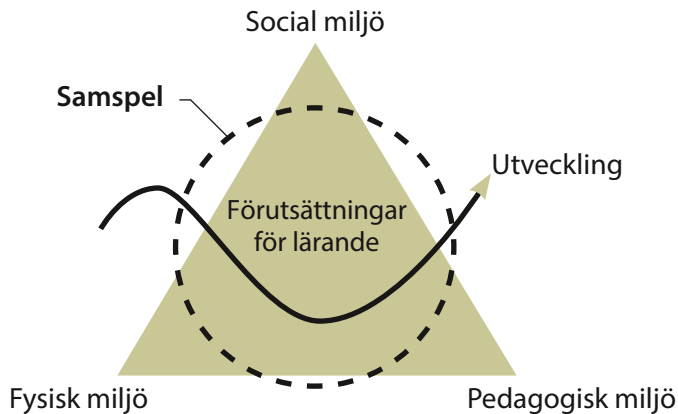 Social miljö
Samspel
Utveckling
Förutsättningar
för lärande
Fysisk miljö
Pedagogisk miljö